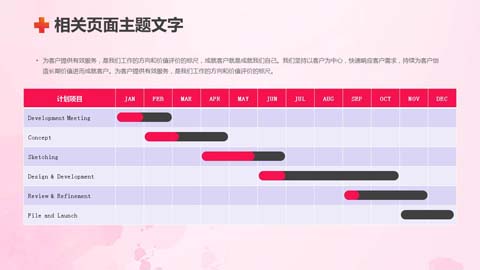 相关页面主题文字
• 为客户提供有效服务，是我们工作的方向和价值评价的标尺，成就客户就是成就我们自己。我们坚持以客户为中心，快速响应客户需求，持续为客户创
造长期价值进而成就客户。为客户提供有效服务，是我们工作的方向和价值评价的标尺。
计划项目 JAN FEB MAR APR MAY JUN JUL AUG SEP OCT NOV DEC
Development Meeting
Concept
Sketching
Design & Development
Review & Refinement
File and Launch